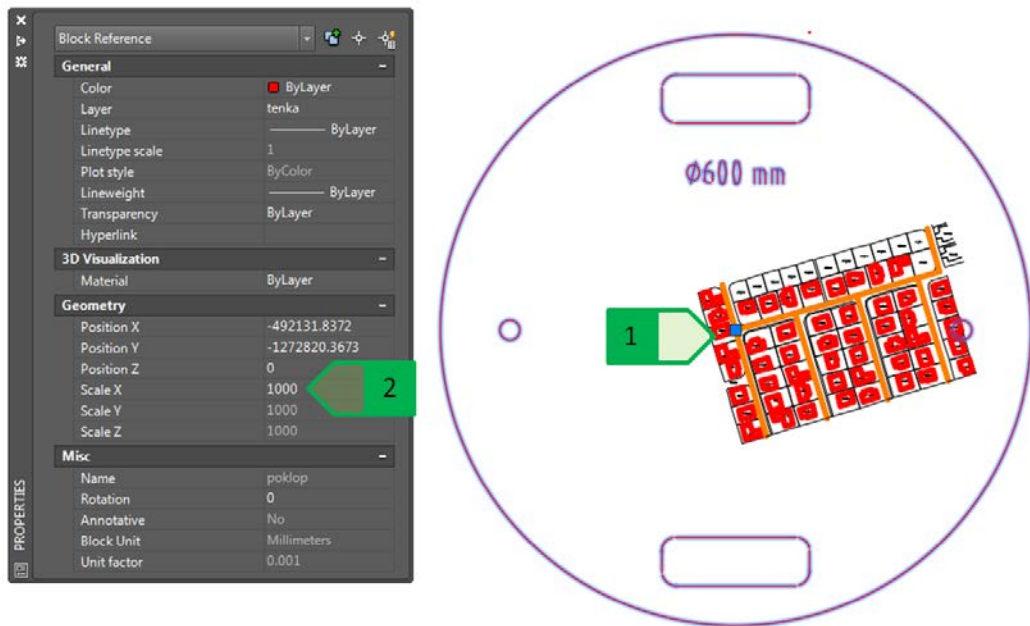 Block Reference
General
Color ByLayer
Layer tenka
Linetype ByLayer
Linetype scale 1
Plot style ByColor
Lineweight ByLayer
Transparency ByLayer
Hyperlink
3D Visualization
Material ByLayer
Geometry
Position X -492131.8372
Position Y -1272820.3673
Position Z 0
Scale X 1000
Scale Y 1000
Scale Z 1000
Misc
Name poklop
Rotation 0
Annotative No
Block Unit Millimeters
Unit factor 0.001
PROPERTIES
2
Ø600 mm
1